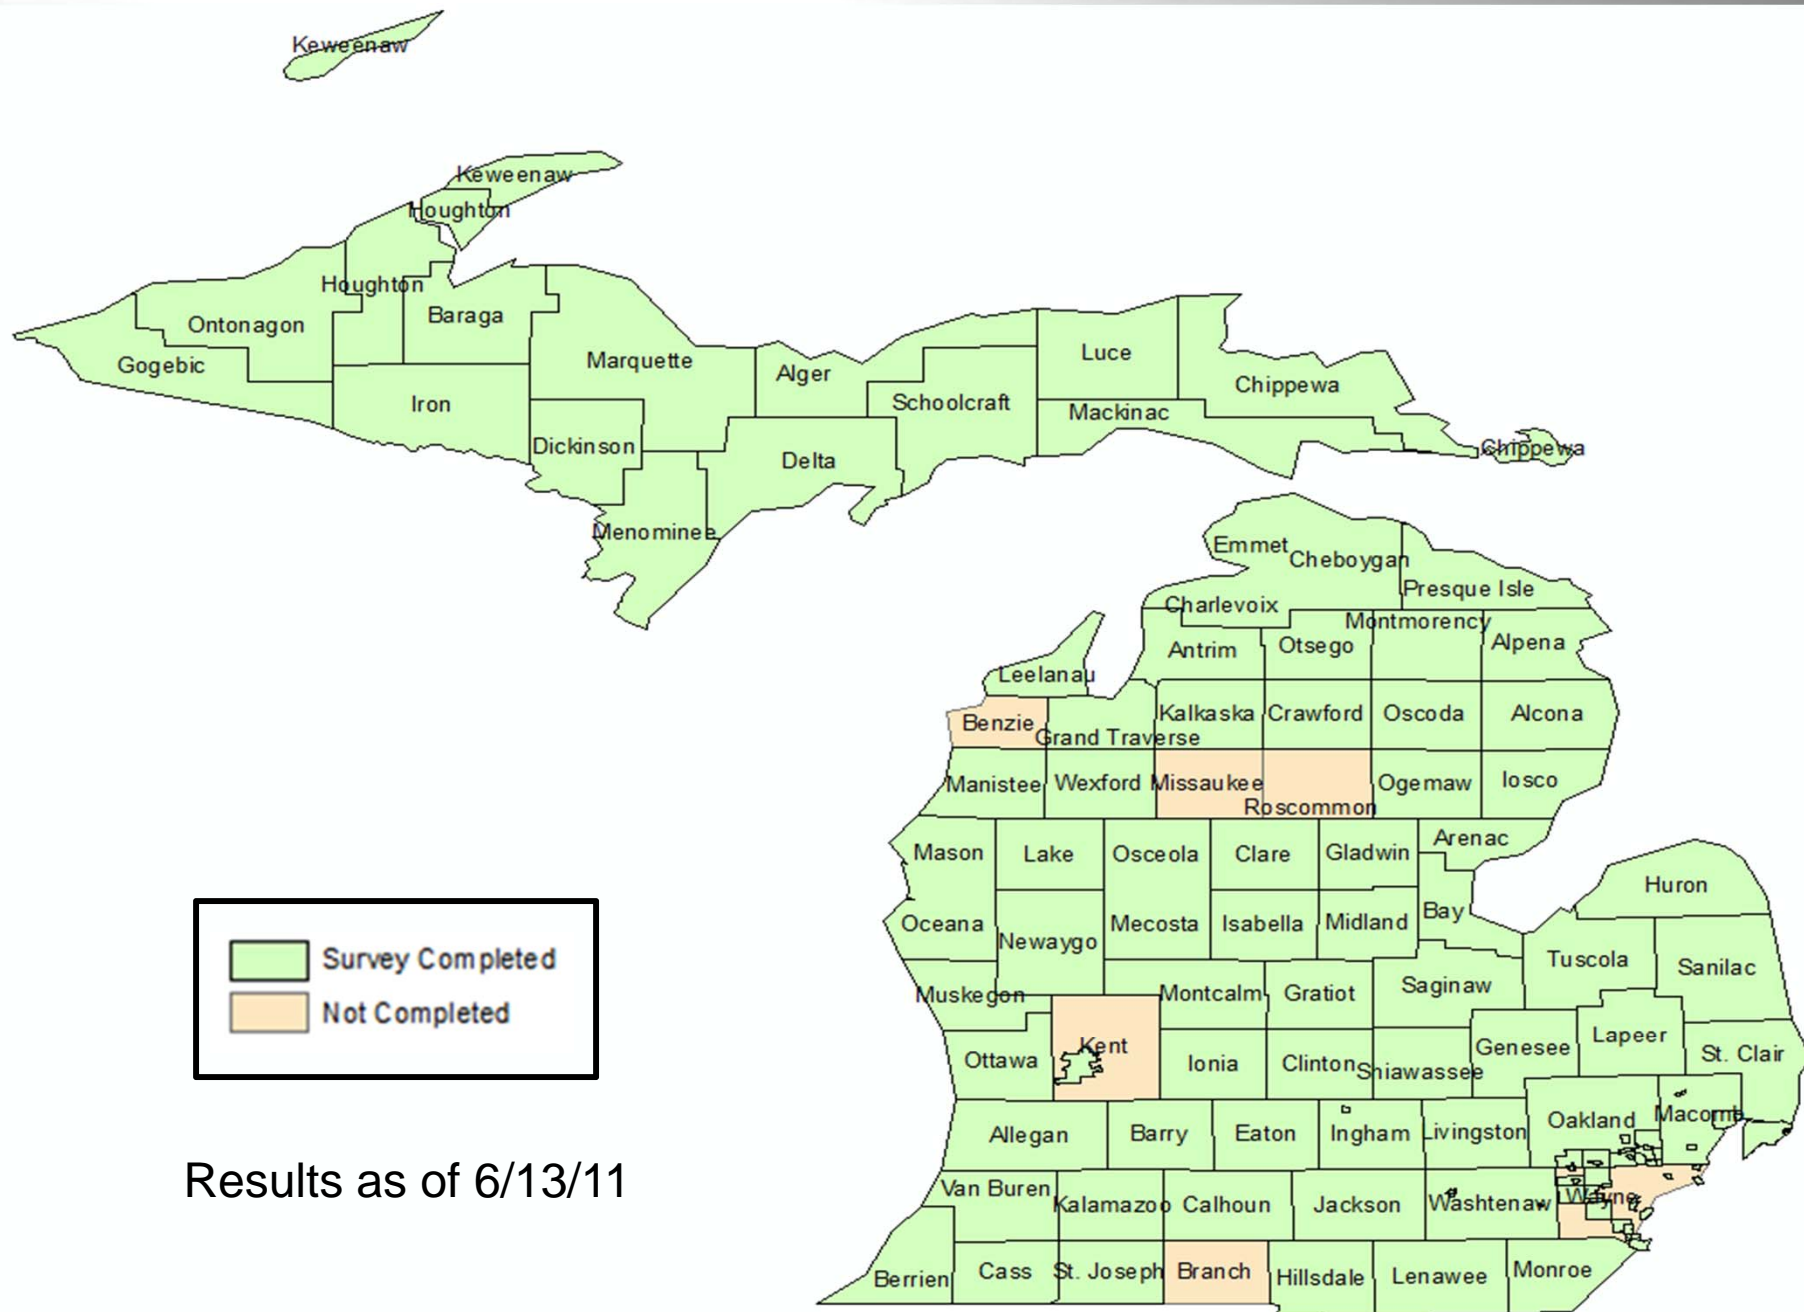 Keweenaw
Keweenaw
Houghton
Houghton
Baraga
Ontonagon
Gogebic
Marquette
Iron
Alger
Luce
Chippewa
Schoolcraft
Mackinac
Dickinson
Delta
Chippewa
Menominee
Emmet
Cheboygan
Presque Isle
Charlevoix
Montmorency
Antrim
Otsego
Alpena
Leelanau
Benzie
Grand Traverse
Kalkaska
Crawford
Oscoda
Alcona
Manistee
Wexford
Missaukee
Roscommon
Ogemaw
Iosco
Mason
Lake
Osceola
Clare
Gladwin
Arenac
Huron
Oceana
Newaygo
Mecosta
Isabella
Midland
Bay
Tuscola
Sanilac
Muskegon
Montcalm
Gratiot
Saginaw
Ottawa
Kent
Ionia
Clinton
Shiawassee
Genesee
Lapeer
St. Clair
Allegan
Barry
Eaton
Ingham
Livingston
Oakland
Macomb
Van Buren
Kalamazoo
Calhoun
Jackson
Washtenaw
Wayne
Berrien
Cass
St. Joseph
Branch
Hillsdale
Lenawee
Monroe
Survey Completed
Not Completed
Results as of 6/13/11